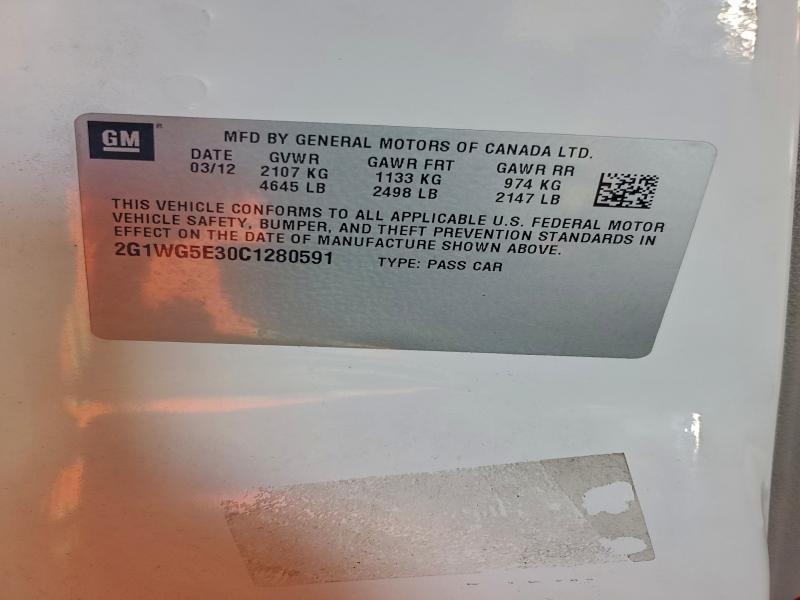 GM
MFD BY GENERAL MOTORS OF CANADA LTD.
DATE GVWR GAWR FRT GAWR RR
03/12 2107 KG 1133 KG 974 KG
4645 LB 2498 LB 2147 LB
THIS VEHICLE CONFORMS TO ALL APPLICABLE U.S. FEDERAL MOTOR
VEHICLE SAFETY, BUMPER, AND THEFT PREVENTION STANDARDS IN
EFFECT ON THE DATE OF MANUFACTURE SHOWN ABOVE.
2G1WG5E30C1280591 TYPE: PASS CAR